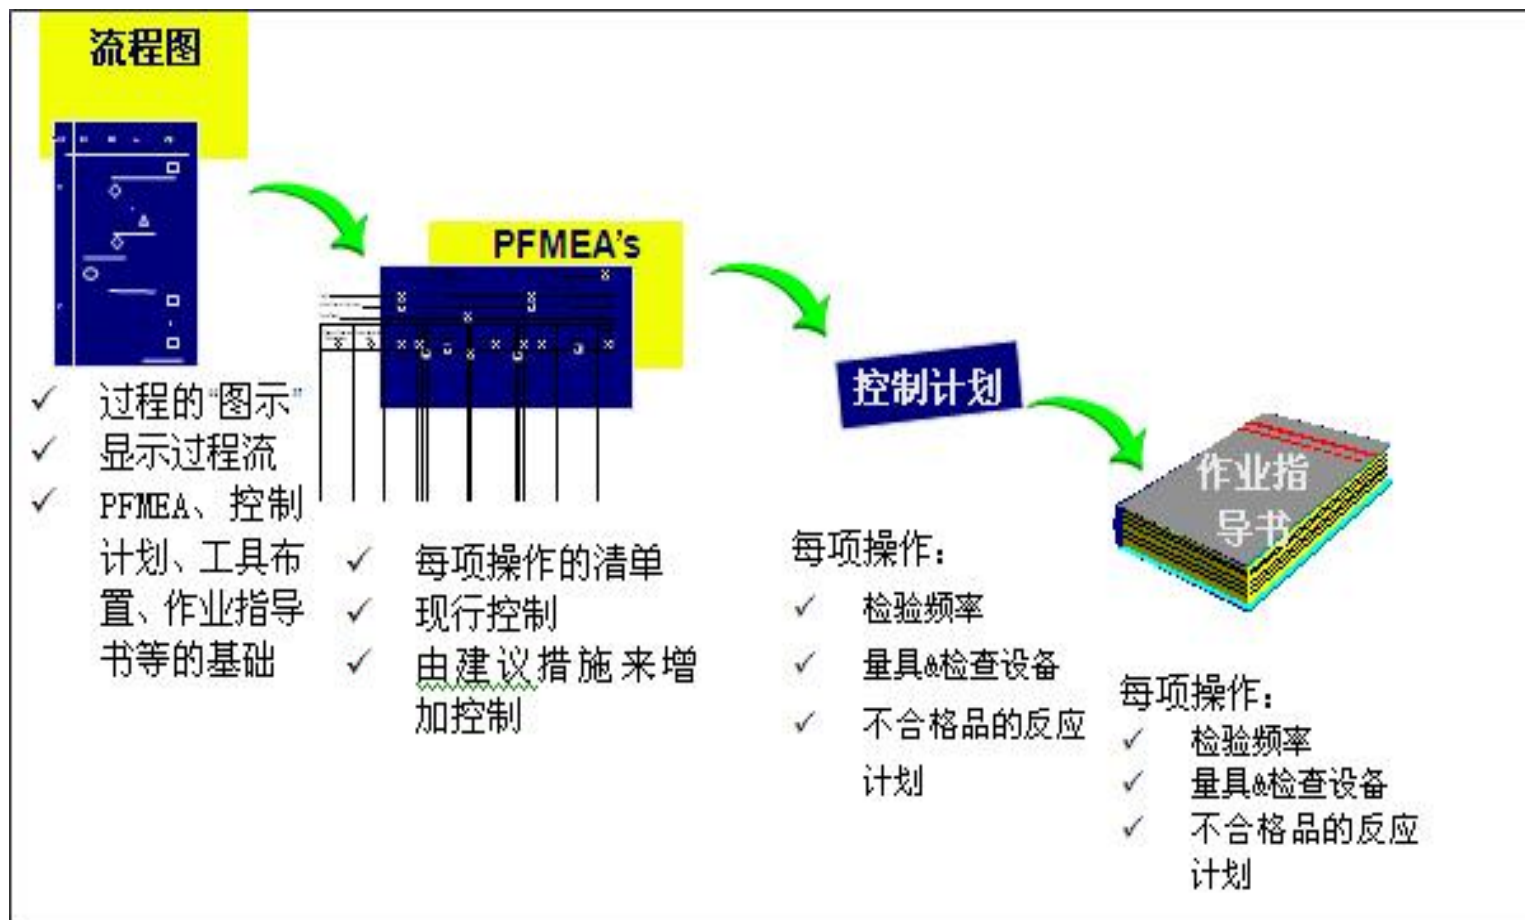 流程图
过程的“图示”
显示过程流
PFMEA、控制
计划、工具布
置、作业指导
书等的基础
PFMEA's
每项操作的清单
现行控制
由建议措施来增
加控制
控制计划
每项操作:
检验频率
量具&检查设备
不合格品的反应
计划
作业指
导书
每项操作:
检验频率
量具&检查设备
不合格品的反应
计划